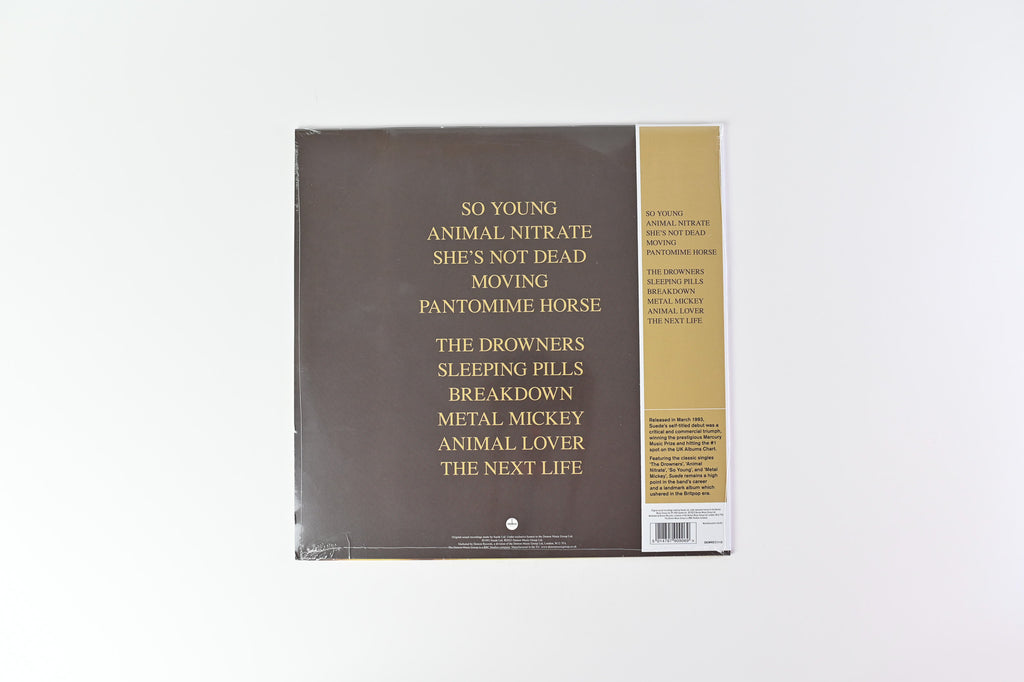 SO YOUNG
ANIMAL NITRATE
SHE'S NOT DEAD
MOVING
PANTOMIME HORSE
THE DROWNERS
SLEEPING PILLS
BREAKDOWN
METAL MICKEY
ANIMAL LOVER
THE NEXT LIFE
SO YOUNG
ANIMAL NITRATE
SHE'S NOT DEAD
MOVING
PANTOMIME HORSE
THE DROWNERS
SLEEPING PILLS
BREAKDOWN
METAL MICKEY
ANIMAL LOVER
THE NEXT LIFE
Released in March 1993,
Suede's self-titled debut was a
critical and commercial triumph,
winning the prestigious Mercury
Music Prize and hitting the #1
spot on the UK Albums Chart.
Featuring the classic singles
'The Drowners', 'Animal
Nitrate', 'So Young', and 'Metal
Mickey', Suede remains a high
point in the band's career
and a landmark album which
ushered in the Britpop era.